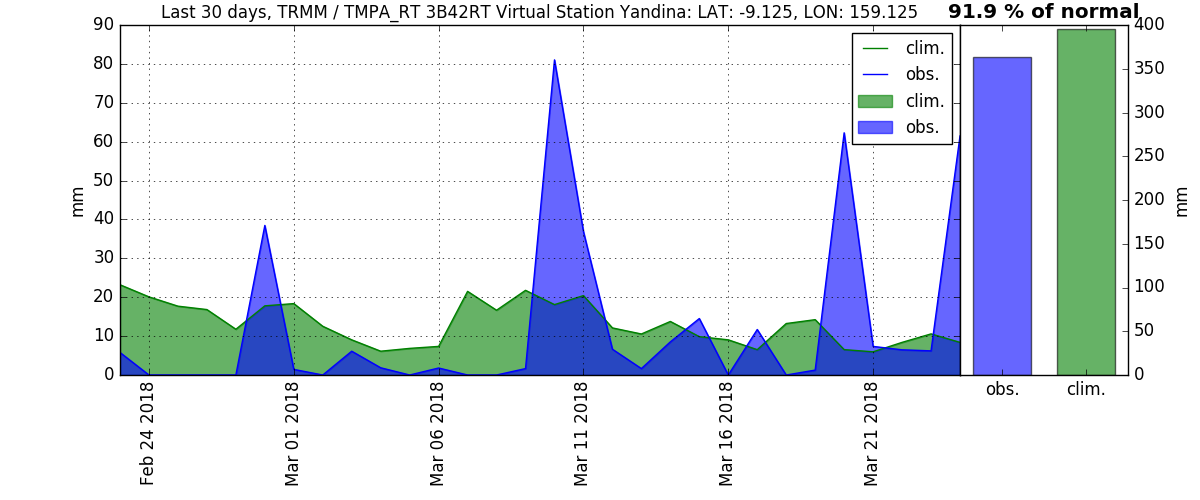 Last 30 days, TRMM / TMPA_RT 3B42RT Virtual Station Yandina: LAT: -9.125, LON: 159.125
91.9 % of normal
90
80
70
60
50
40
30
20
10
0
mm
clim.
obs.
clim.
obs.
Feb 24 2018
Mar 01 2018
Mar 06 2018
Mar 11 2018
Mar 16 2018
Mar 21 2018
400
350
300
250
200
150
100
50
0
mm
obs.
clim.